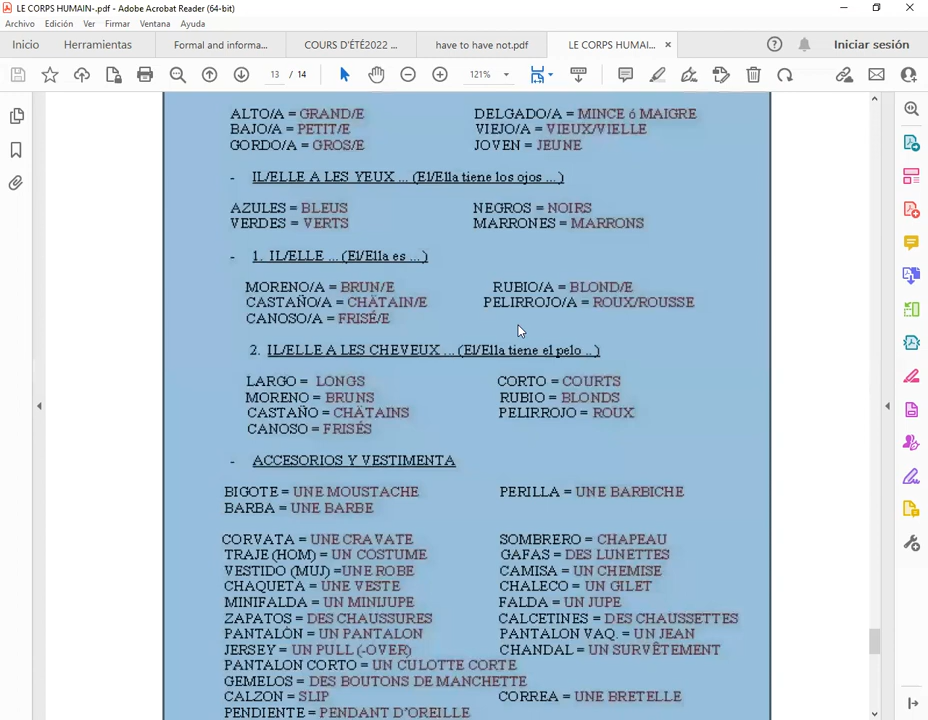 LE CORPS HUMAIN-.pdf - Adobe Acrobat Reader (64-bit)
Archivo Edición Ver Firmar Ventana Ayuda
Inicio Herramientas Formal and informa... COURS D'ÉTÉ2022 ... have to have not.pdf LE CORPS HUMAI... × Iniciar sesión
13 / 14 121%
ALTO/A = GRAND/E DELGADO/A = MINCE ó MAIGRE
BAJO/A = PETIT/E VIEJO/A = VIEUX/VIELLE
GORDO/A = GROS/E JOVEN = JEUNE
- IL/ELLE A LES YEUX ... (El/Ella tiene los ojos ... )
AZULES = BLEUS NEGROS = NOIRS
VERDES = VERTS MARRONES = MARRONS
- 1. IL/ELLE ... (El/Ella es ... )
MORENO/A = BRUN/E RUBIO/A = BLOND/E
CASTAÑO/A = CHÄTAIN/E PELIRROJO/A = ROUX/ROUSSE
CANOSO/A = FRISÉ/E
2. IL/ELLE A LES CHEVEUX ... (El/Ella tiene el pelo .. )
LARGO = LONGS CORTO = COURTS
MORENO = BRUNS RUBIO = BLONDS
CASTAÑO = CHÄTAINS PELIRROJO = ROUX
CANOSO = FRISÉS
- ACCESORIOS Y VESTIMENTA
BIGOTE = UNE MOUSTACHE PERILLA = UNE BARBICHE
BARBA = UNE BARBE
CORVATA = UNE CRAVATE SOMBRERO = CHAPEAU
TRAJE (HOM) = UN COSTUME GAFAS = DES LUNETTES
VESTIDO (MUJ) =UNE ROBE CAMISA = UN CHEMISE
CHAQUETA = UNE VESTE CHALECO = UN GILET
MINIFALDA = UN MINIJUPE FALDA = UN JUPE
ZAPATOS = DES CHAUSSURES CALCETINES = DES CHAUSSETTES
PANTALÓN = UN PANTALON PANTALON VAQ. = UN JEAN
JERSEY = UN PULL (-OVER) CHANDAL = UN SURVÊTEMENT
PANTALON CORTO = UN CULOTTE CORTE
GEMELOS = DES BOUTONS DE MANCHETTE
CALZON = SLIP CORREA = UNE BRETELLE
PENDIENTE = PENDANT D'OREILLE